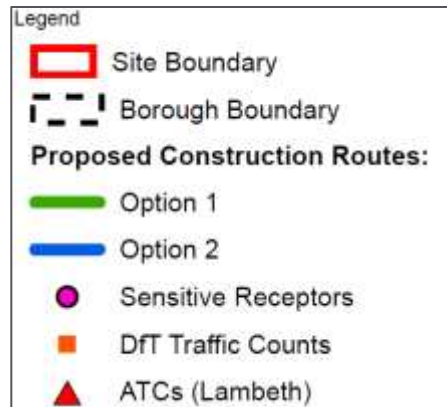 Legend
Site Boundary
Borough Boundary
Proposed Construction Routes:
Option 1
Option 2
Sensitive Receptors
DfT Traffic Counts
ATCs (Lambeth)